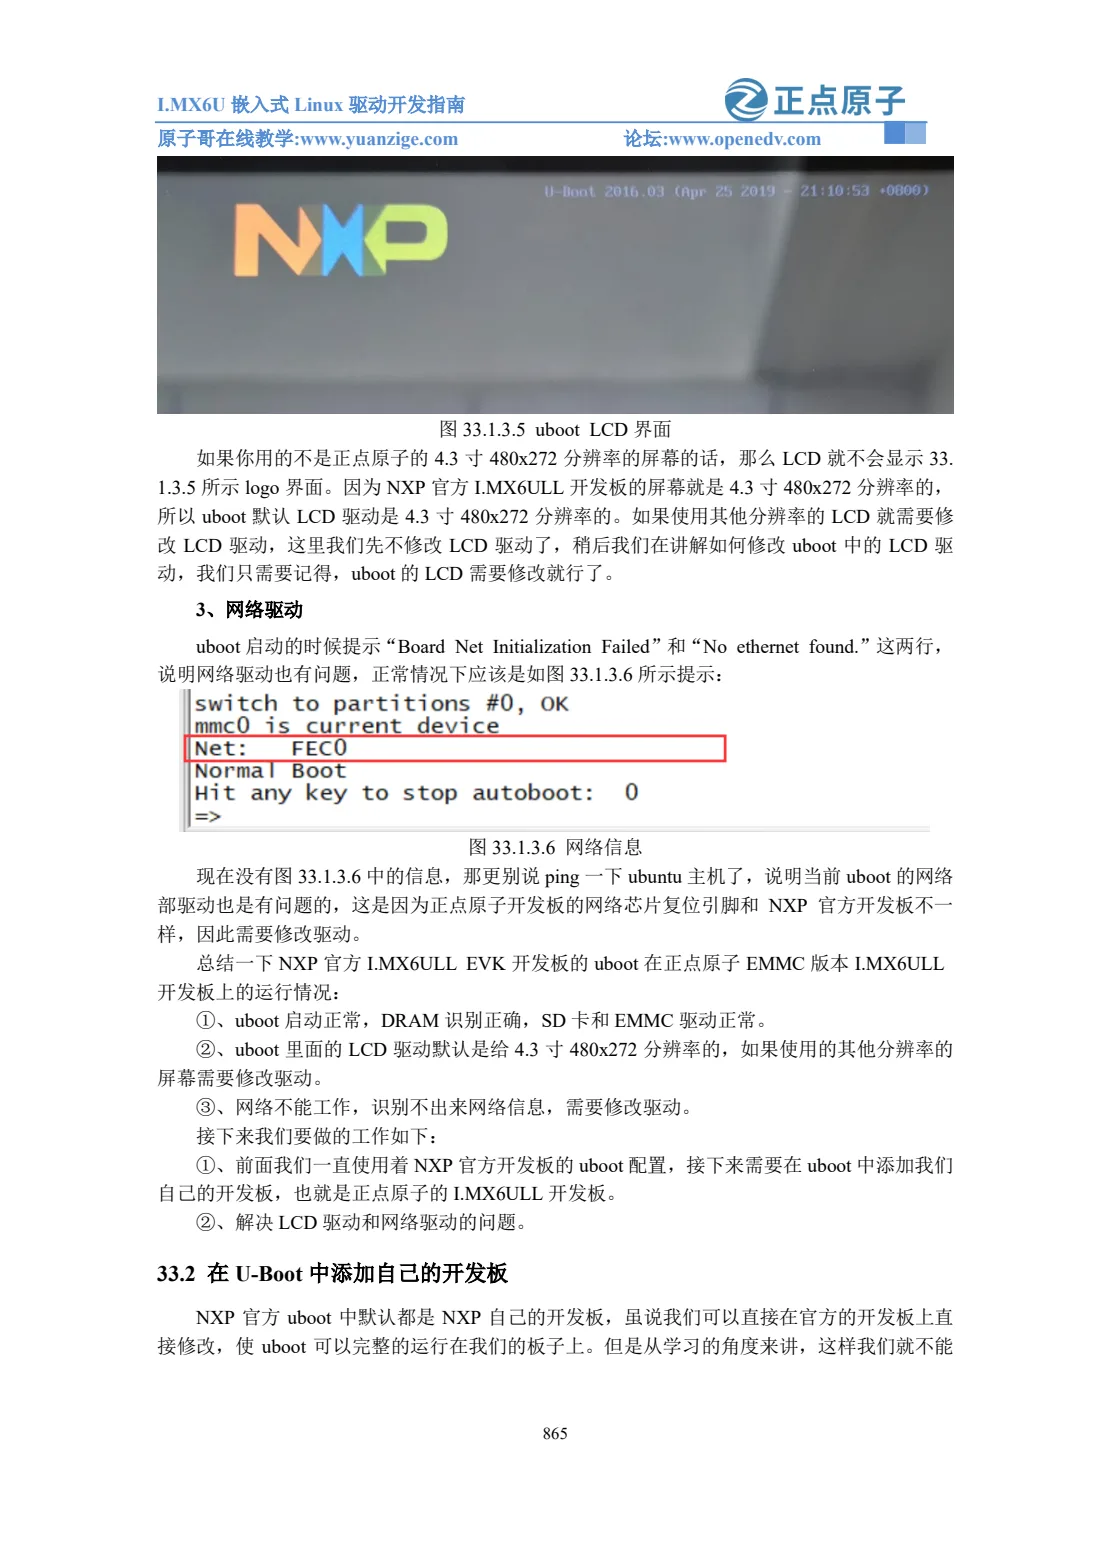 I.MX6U 嵌入式 Linux 驱动开发指南
正点原子
原子哥在线教学:www.yuanzige.com 论坛:www.openedv.com
NXP
U-Boot 2016.03 (Apr 25 2019 - 21:10:53 +0800)
图 33.1.3.5 uboot LCD 界面
如果你用的不是正点原子的 4.3 寸 480x272 分辨率的屏幕的话，那么 LCD 就不会显示 33.
1.3.5 所示 logo 界面。因为 NXP 官方 I.MX6ULL 开发板的屏幕就是 4.3 寸 480x272 分辨率的，
所以 uboot 默认 LCD 驱动是 4.3 寸 480x272 分辨率的。如果使用其他分辨率的 LCD 就需要修
改 LCD 驱动，这里我们先不修改 LCD 驱动了，稍后我们在讲解如何修改 uboot 中的 LCD 驱
动，我们只需要记得，uboot 的 LCD 需要修改就行了。
3、网络驱动
uboot 启动的时候提示“Board Net Initialization Failed”和“No ethernet found.”这两行，
说明网络驱动也有问题，正常情况下应该是如图 33.1.3.6 所示提示：
switch to partitions #0, OK
mmc0 is current device
Net: FEC0
Normal Boot
Hit any key to stop autoboot: 0
=>
图 33.1.3.6 网络信息
现在没有图 33.1.3.6 中的信息，那更别说 ping 一下 ubuntu 主机了，说明当前 uboot 的网络
部驱动也是有问题的，这是因为正点原子开发板的网络芯片复位引脚和 NXP 官方开发板不一
样，因此需要修改驱动。
总结一下 NXP 官方 I.MX6ULL EVK 开发板的 uboot 在正点原子 EMMC 版本 I.MX6ULL
开发板上的运行情况：
①、uboot 启动正常，DRAM 识别正确，SD 卡和 EMMC 驱动正常。
②、uboot 里面的 LCD 驱动默认是给 4.3 寸 480x272 分辨率的，如果使用的其他分辨率的
屏幕需要修改驱动。
③、网络不能工作，识别不出来网络信息，需要修改驱动。
接下来我们要做的工作如下：
①、前面我们一直使用着 NXP 官方开发板的 uboot 配置，接下来需要在 uboot 中添加我们
自己的开发板，也就是正点原子的 I.MX6ULL 开发板。
②、解决 LCD 驱动和网络驱动的问题。
33.2 在 U-Boot 中添加自己的开发板
NXP 官方 uboot 中默认都是 NXP 自己的开发板，虽说我们可以直接在官方的开发板上直
接修改，使 uboot 可以完整的运行在我们的板子上。但是从学习的角度来讲，这样我们就不能
865